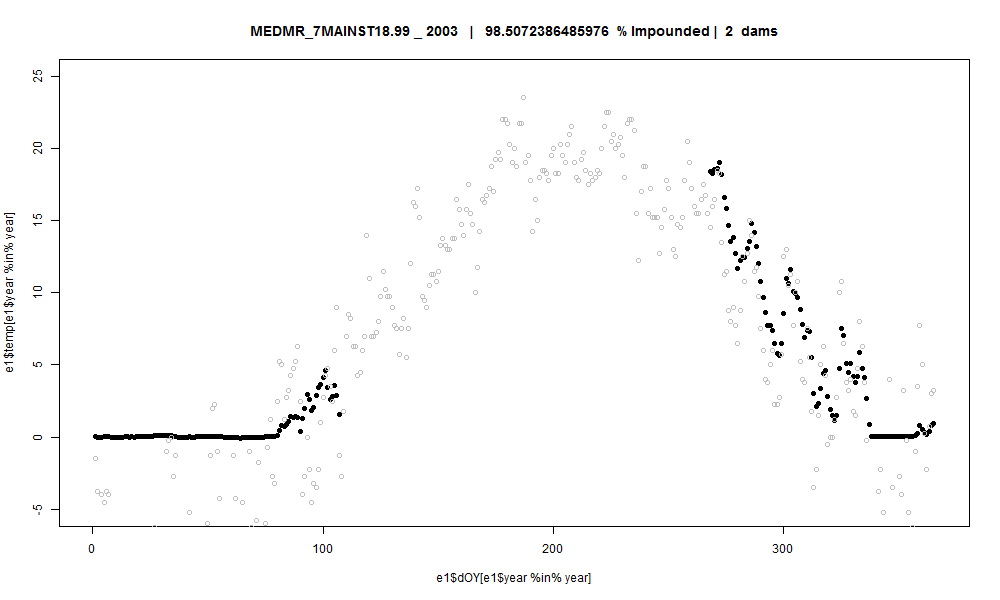 MEDMR_7MAINST18.99 _ 2003 | 98.5072386485976 % Impounded | 2 dams
e1$temp[e1$year %in% year]
25
20
15
10
5
0
-5
0 100 200 300
e1$dOY[e1$year %in% year]